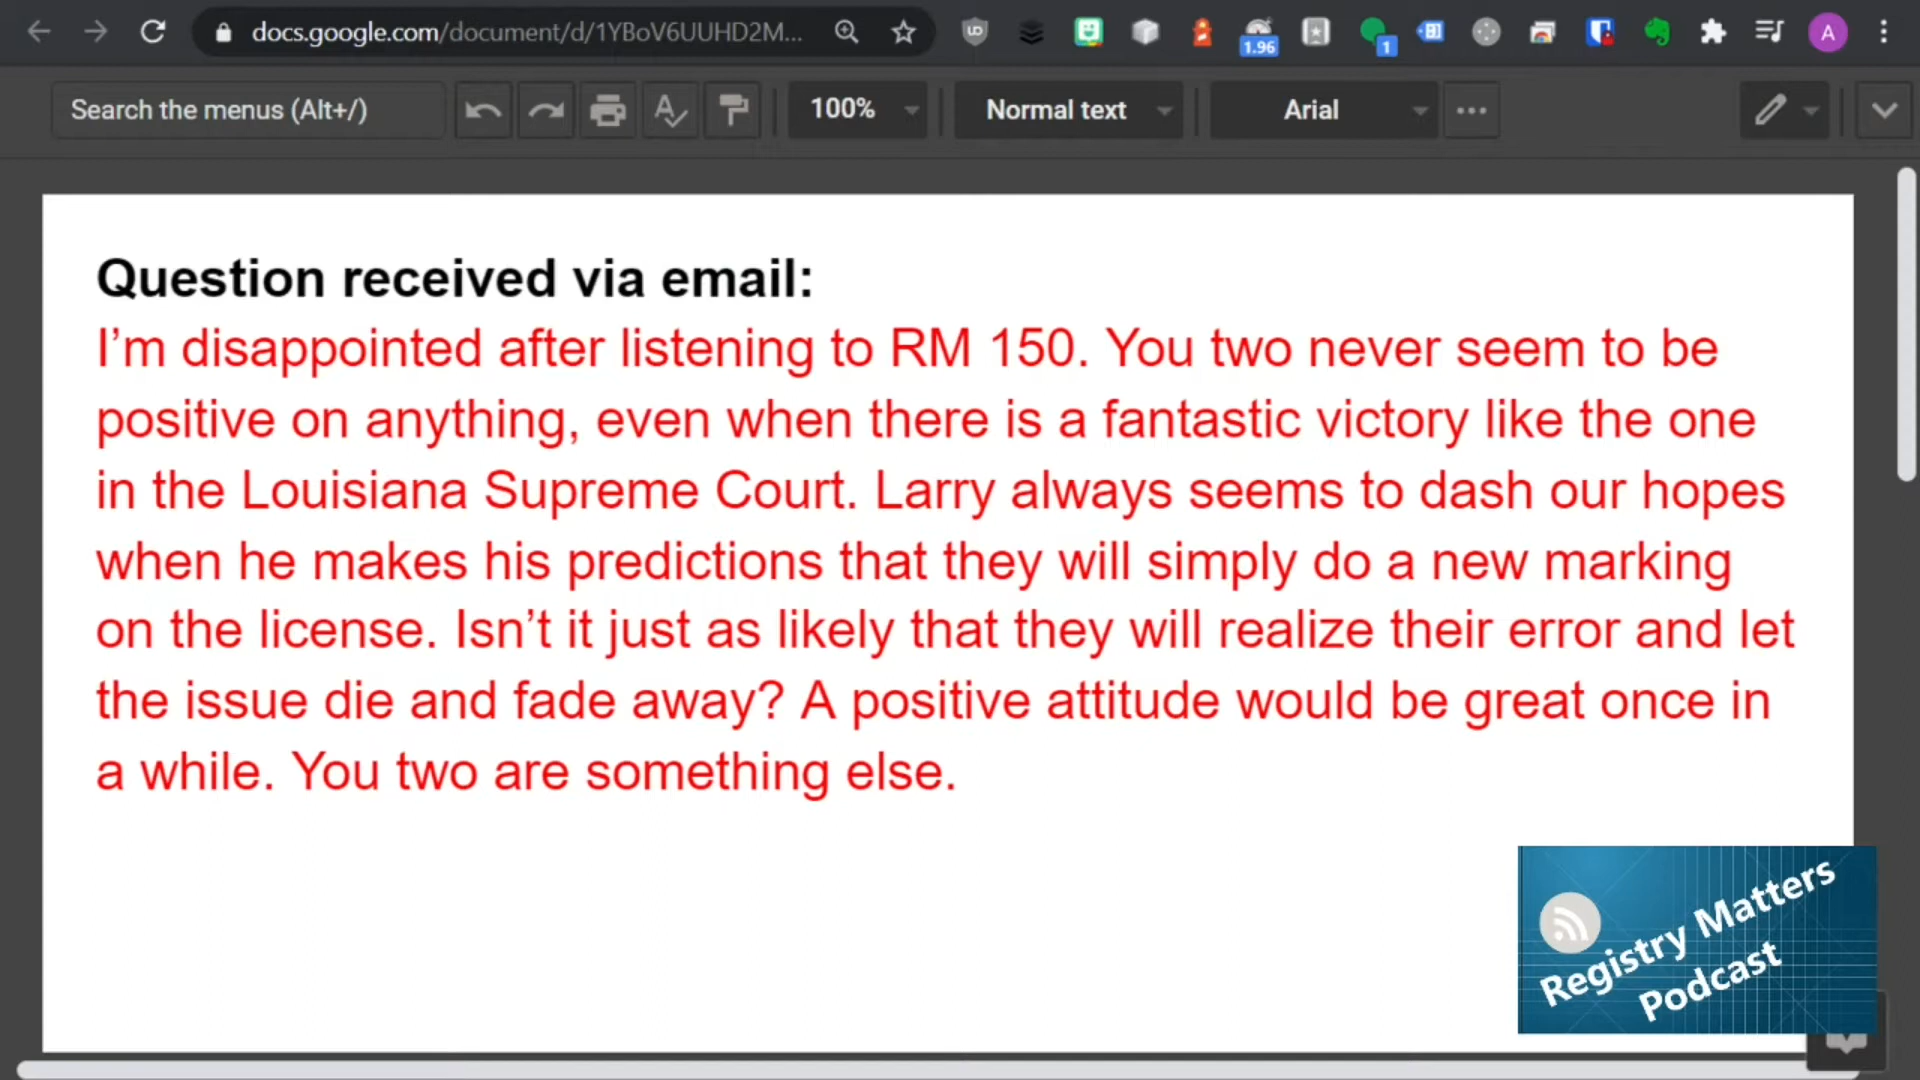 docs.google.com/document/d/1YBoV6UUHD2M...
1.96
1
A
Search the menus (Alt+/)
100%
Normal text
Arial
Question received via email:
I’m disappointed after listening to RM 150. You two never seem to be
positive on anything, even when there is a fantastic victory like the one
in the Louisiana Supreme Court. Larry always seems to dash our hopes
when he makes his predictions that they will simply do a new marking
on the license. Isn’t it just as likely that they will realize their error and let
the issue die and fade away? A positive attitude would be great once in
a while. You two are something else.
Registry Matters
Podcast